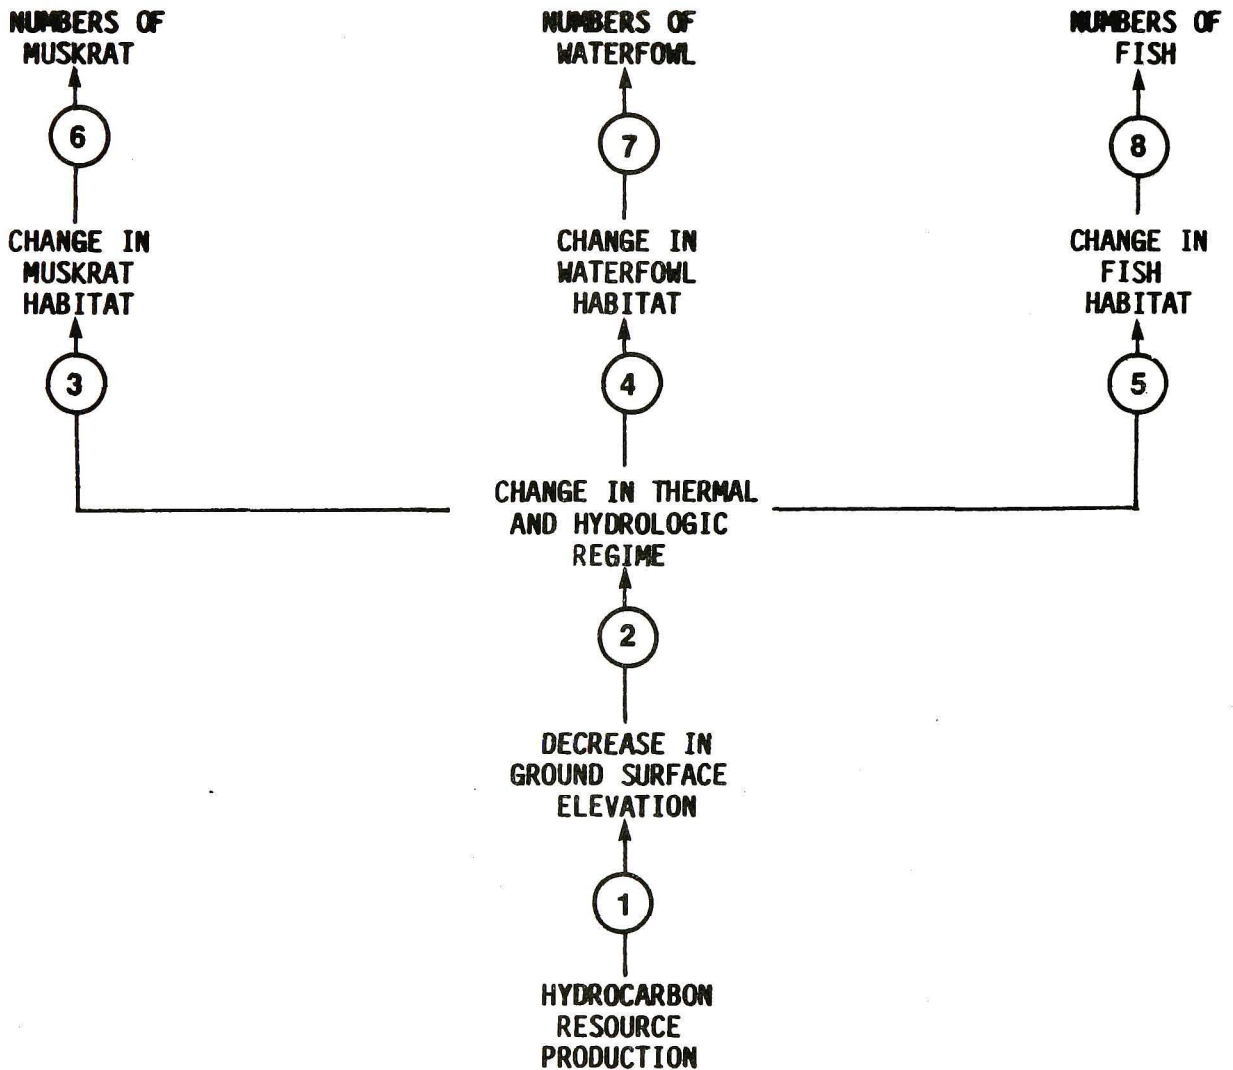 NUMBERS OF
MUSKRAT
NUMBERS OF
WATERFOWL
NUMBERS OF
FISH
6
7
8
CHANGE IN
MUSKRAT
HABITAT
CHANGE IN
WATERFOWL
HABITAT
CHANGE IN
FISH
HABITAT
3
4
5
CHANGE IN THERMAL
AND HYDROLOGIC
REGIME
2
DECREASE IN
GROUND SURFACE
ELEVATION
1
HYDROCARBON
RESOURCE
PRODUCTION